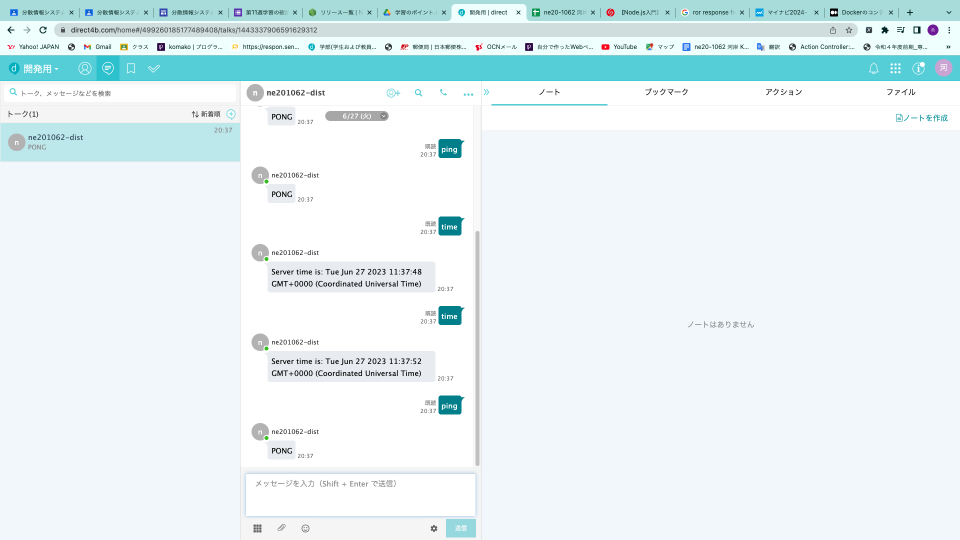 分散情報システム
分散情報システム
分散情報システ
第11週学習の振
リリース一覧
学習のポイント
開発用 | direct
ne20-1062
【Node.js入門】
ror response
マイナビ2024
Dockerのコン
direct4b.com/home#/499260185177489408/talks/1443337906591629312
Yahoo! JAPAN
Gmail
クラス
komako | プログラ...
https://respon.sen...
学部(学生および教員...
郵便局 | 日本郵便株...
OCNメール
自分で作ったWebペ...
YouTube
マップ
ne20-1062 河岸 K...
翻訳
Action Controller:...
令和４年度前期_専...
開発用
河
トーク、メッセージなどを検索
トーク(1)
新着順
ne201062-dist
20:37
PONG
n
n
ne201062-dist
PONG
20:37
6/27 (火)
既読
20:37
ping
n
ne201062-dist
PONG
20:37
既読
20:37
time
n
ne201062-dist
Server time is: Tue Jun 27 2023 11:37:48
GMT+0000 (Coordinated Universal Time)
20:37
既読
20:37
time
n
ne201062-dist
Server time is: Tue Jun 27 2023 11:37:52
GMT+0000 (Coordinated Universal Time)
20:37
既読
20:37
ping
n
ne201062-dist
PONG
20:37
メッセージを入力（Shift + Enter で送信）
送信
ノート
ブックマーク
アクション
ファイル
ノートを作成
ノートはありません